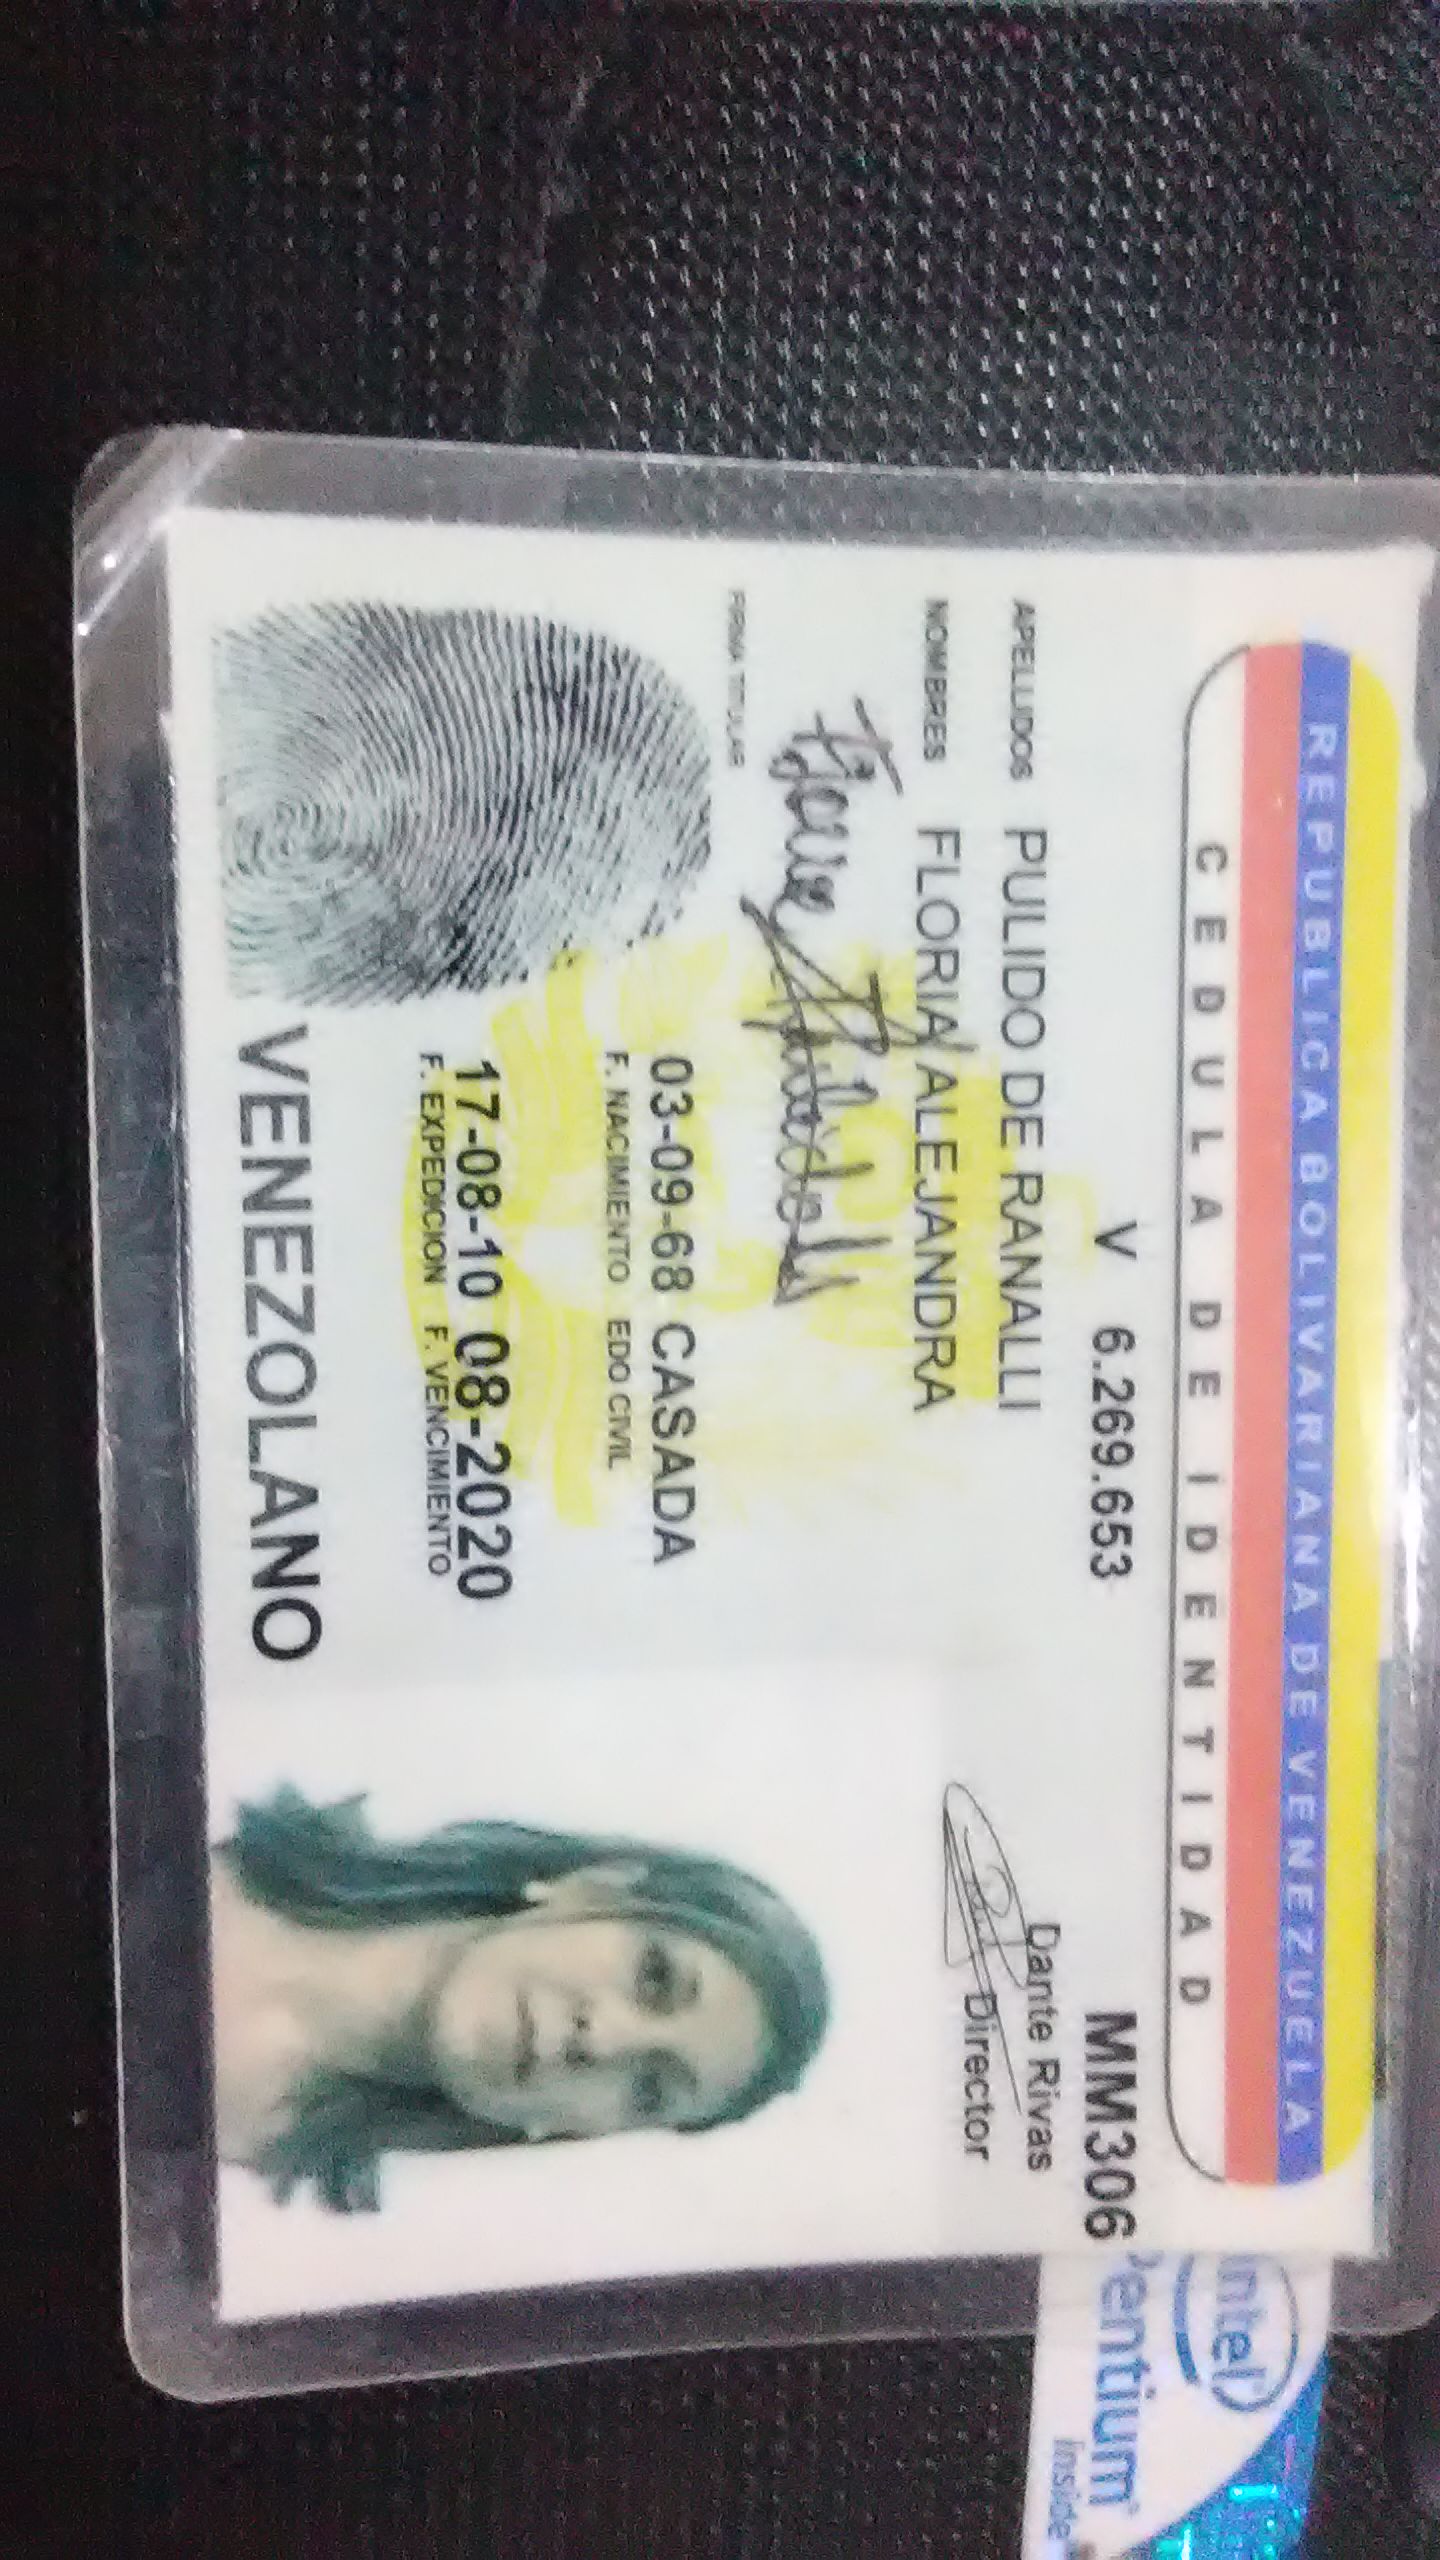 REPUBLICA BOLIVARIANA DE VENEZUELA
CEDULA DE IDENTIDAD
V 6.269.653 MM306
APELLIDOS PULIDO DE RANALLI
Dante Rivas
NOMBRES FLORIA ALEJANDRA
Director
FIRMA TITULAR
03-09-68 CASADA
F. NACIMIENTO EDO CIVIL
17-08-10 08-2020
F. EXPEDICION F. VENCIMIENTO
VENEZOLANO
intel
Pentium
inside